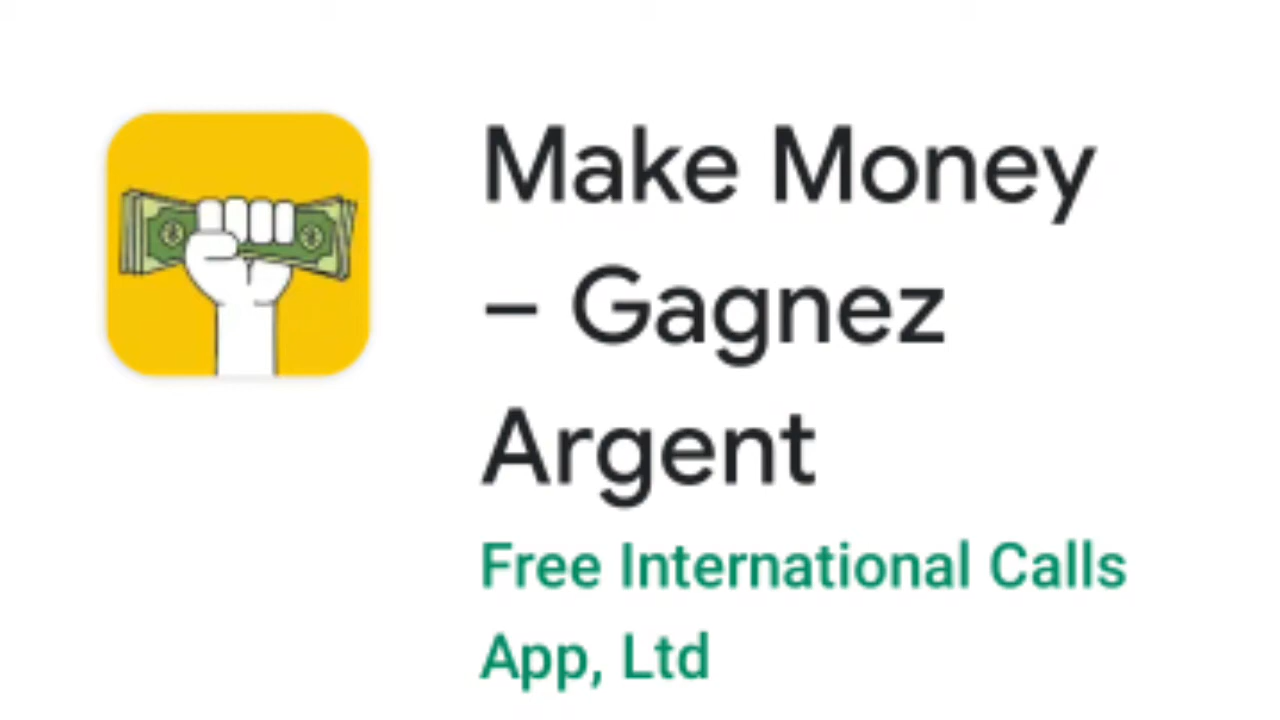 Make Money
– Gagnez
Argent
Free International Calls
App, Ltd